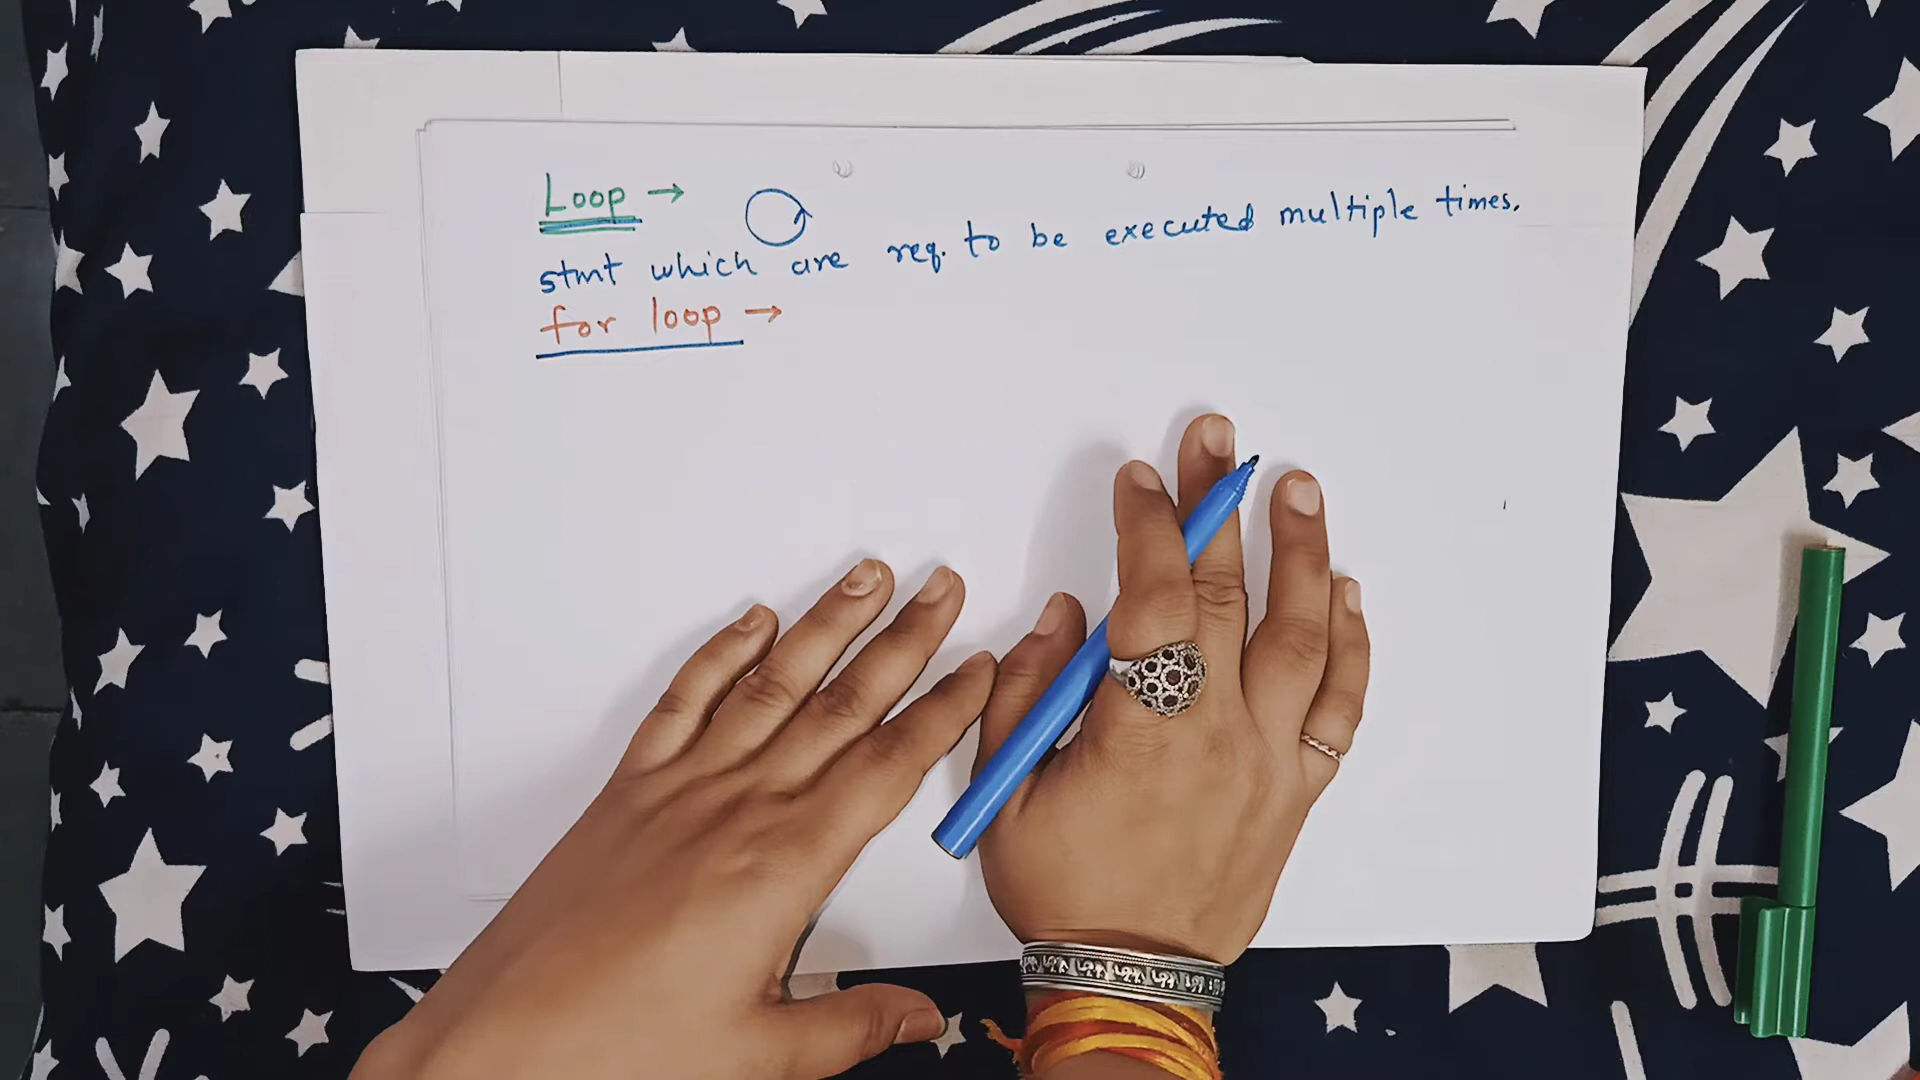 Loop →
stmt which are req. to be executed multiple times.
for loop →